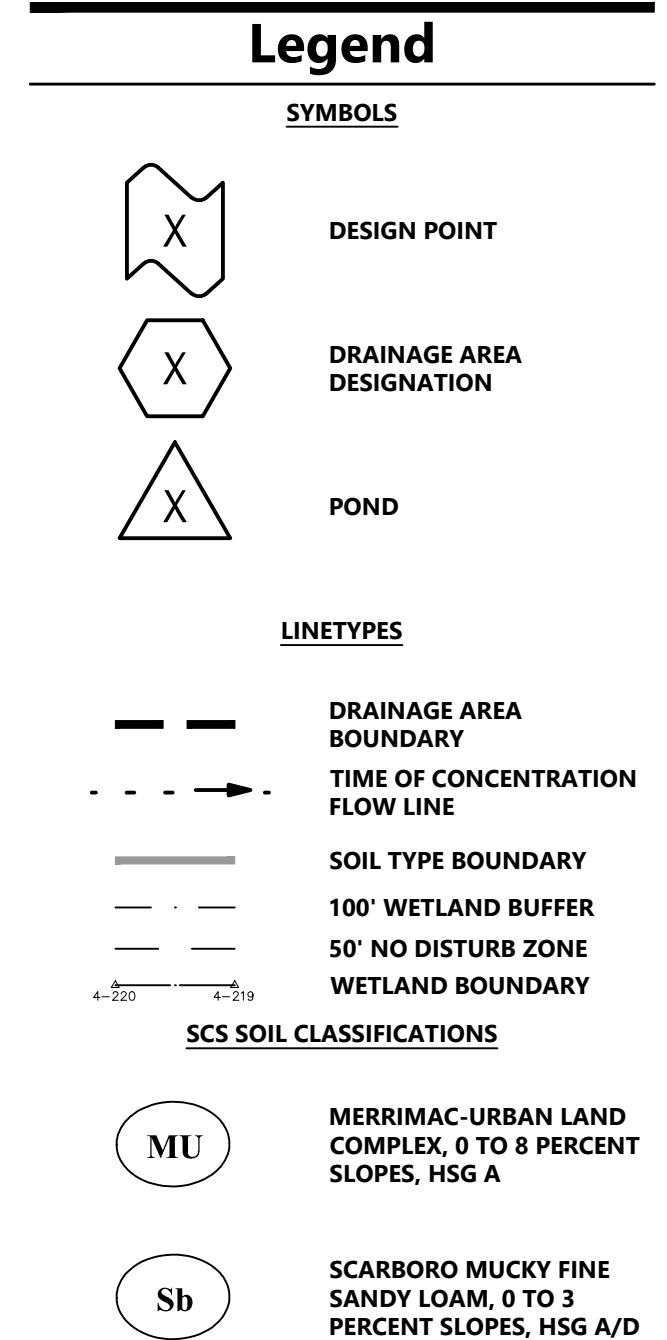 Legend
SYMBOLS
X
DESIGN POINT
X
DRAINAGE AREA
DESIGNATION
X
POND
LINETYPES
DRAINAGE AREA
BOUNDARY
TIME OF CONCENTRATION
FLOW LINE
SOIL TYPE BOUNDARY
100' WETLAND BUFFER
50' NO DISTURB ZONE
4-220 4-219
WETLAND BOUNDARY
SCS SOIL CLASSIFICATIONS
MU
MERRIMAC-URBAN LAND
COMPLEX, 0 TO 8 PERCENT
SLOPES, HSG A
Sb
SCARBORO MUCKY FINE
SANDY LOAM, 0 TO 3
PERCENT SLOPES, HSG A/D